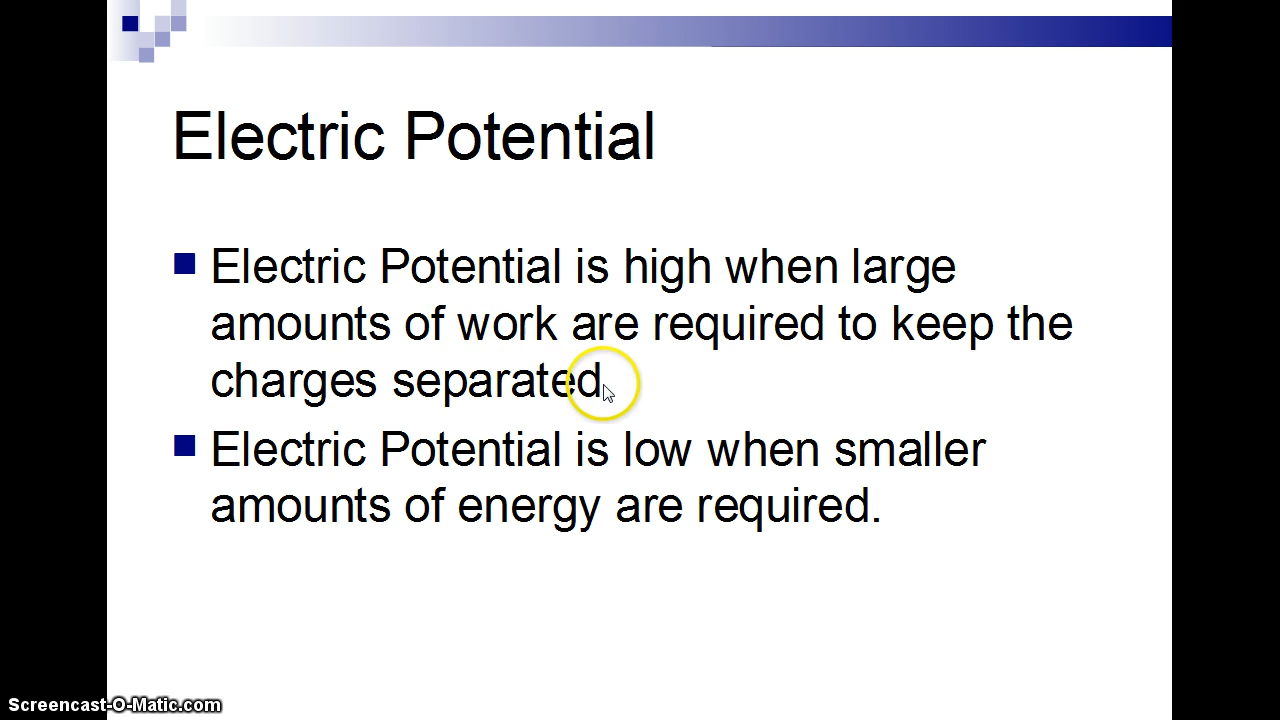 Electric Potential
Electric Potential is high when large
amounts of work are required to keep the
charges separated.
Electric Potential is low when smaller
amounts of energy are required.
Screencast-O-Matic.com